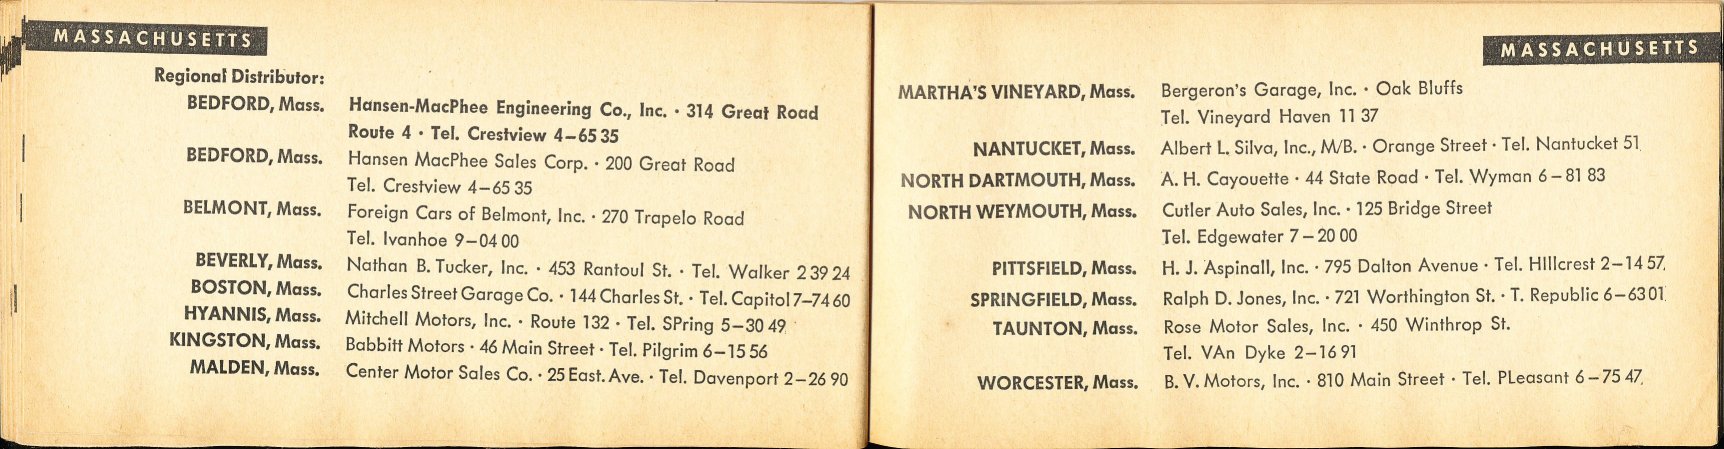 MASSACHUSETTS
Regional Distributor:
BEDFORD, Mass. Hansen-MacPhee Engineering Co., Inc. · 314 Great Road
Route 4 · Tel. Crestview 4–65 35
BEDFORD, Mass. Hansen MacPhee Sales Corp. · 200 Great Road
Tel. Crestview 4–65 35
BELMONT, Mass. Foreign Cars of Belmont, Inc. · 270 Trapelo Road
Tel. Ivanhoe 9–04 00
BEVERLY, Mass. Nathan B. Tucker, Inc. · 453 Rantoul St. · Tel. Walker 2 39 24
BOSTON, Mass. Charles Street Garage Co. · 144 Charles St. · Tel. Capitol 7–74 60
HYANNIS, Mass. Mitchell Motors, Inc. · Route 132 · Tel. SPring 5–30 49
KINGSTON, Mass. Babbitt Motors · 46 Main Street · Tel. Pilgrim 6–15 56
MALDEN, Mass. Center Motor Sales Co. · 25 East. Ave. · Tel. Davenport 2–26 90
MASSACHUSETTS
MARTHA'S VINEYARD, Mass. Bergeron's Garage, Inc. · Oak Bluffs
Tel. Vineyard Haven 11 37
NANTUCKET, Mass. Albert L. Silva, Inc., M/B. · Orange Street · Tel. Nantucket 51
NORTH DARTMOUTH, Mass. A. H. Cayouette · 44 State Road · Tel. Wyman 6–81 83
NORTH WEYMOUTH, Mass. Cutler Auto Sales, Inc. · 125 Bridge Street
Tel. Edgewater 7–20 00
PITTSFIELD, Mass. H. J. Aspinall, Inc. · 795 Dalton Avenue · Tel. HIllcrest 2–14 57
SPRINGFIELD, Mass. Ralph D. Jones, Inc. · 721 Worthington St. · T. Republic 6–63 01
TAUNTON, Mass. Rose Motor Sales, Inc. · 450 Winthrop St.
Tel. VAn Dyke 2–16 91
WORCESTER, Mass. B. V. Motors, Inc. · 810 Main Street · Tel. PLeasant 6–75 47